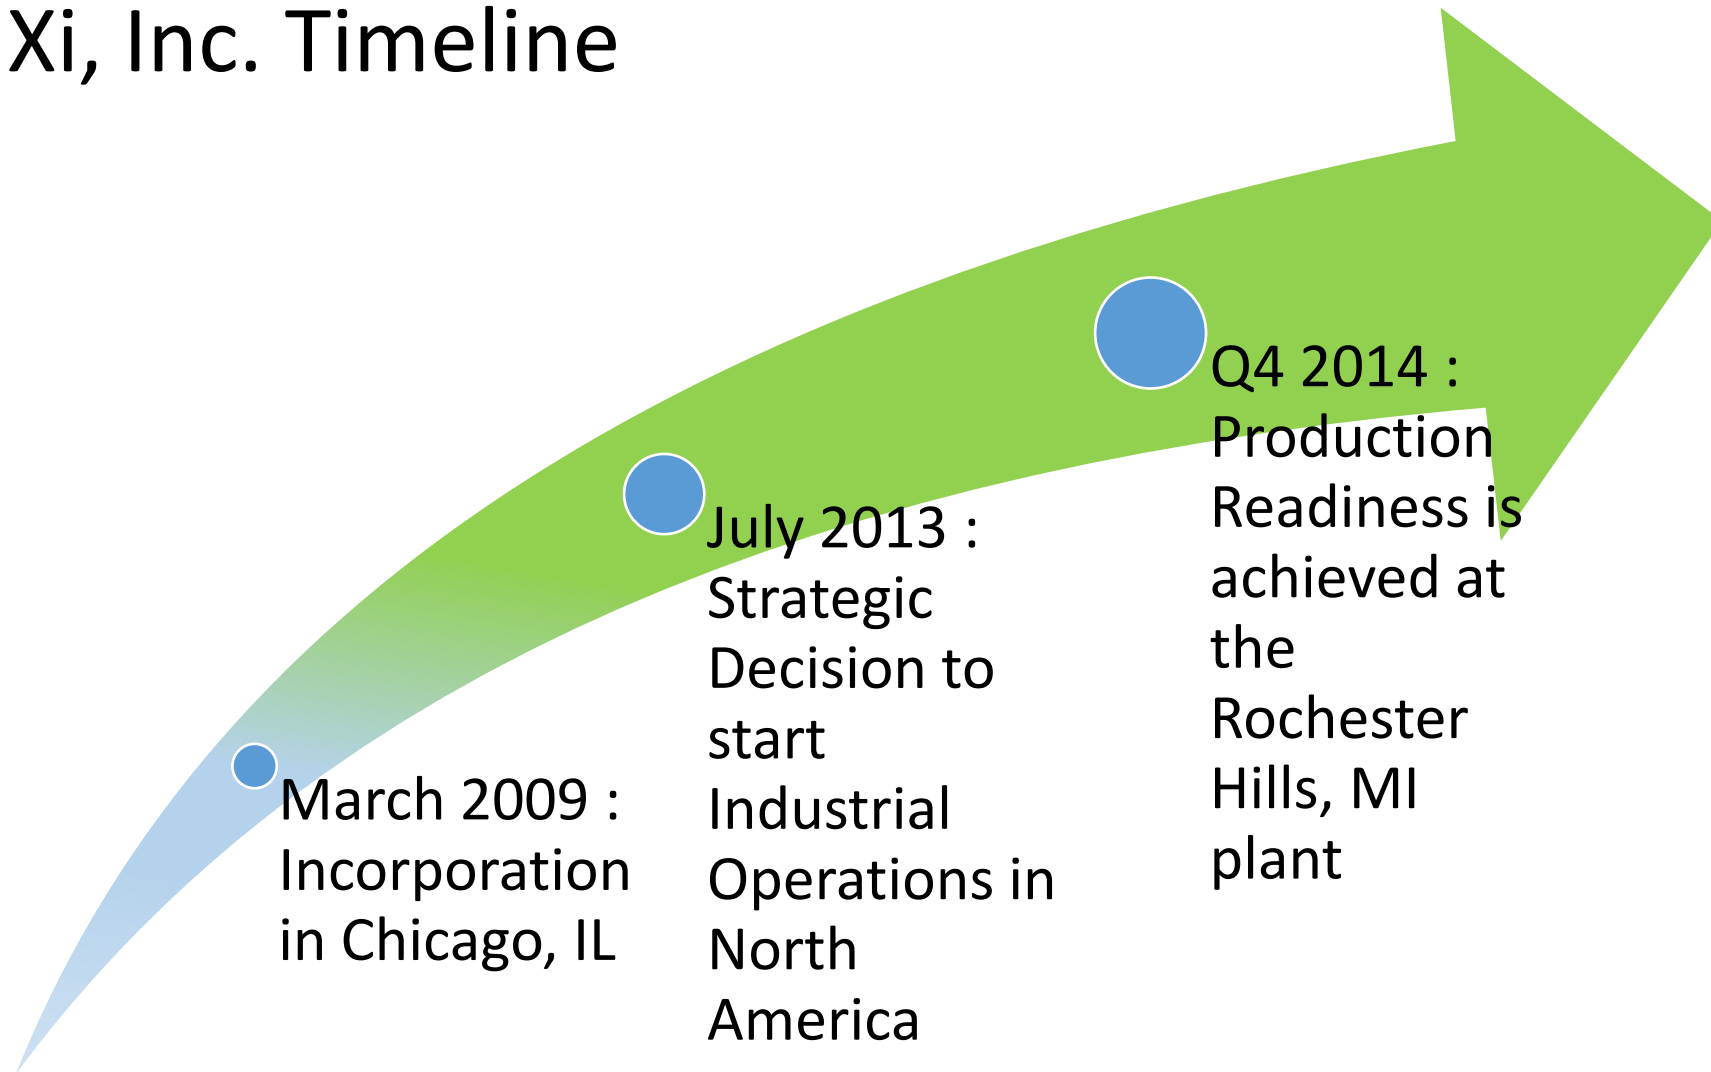 Xi, Inc. Timeline
March 2009 :
Incorporation
in Chicago, IL
July 2013 :
Strategic
Decision to
start
Industrial
Operations in
North
America
Q4 2014 :
Production
Readiness is
achieved at
the
Rochester
Hills, MI
plant